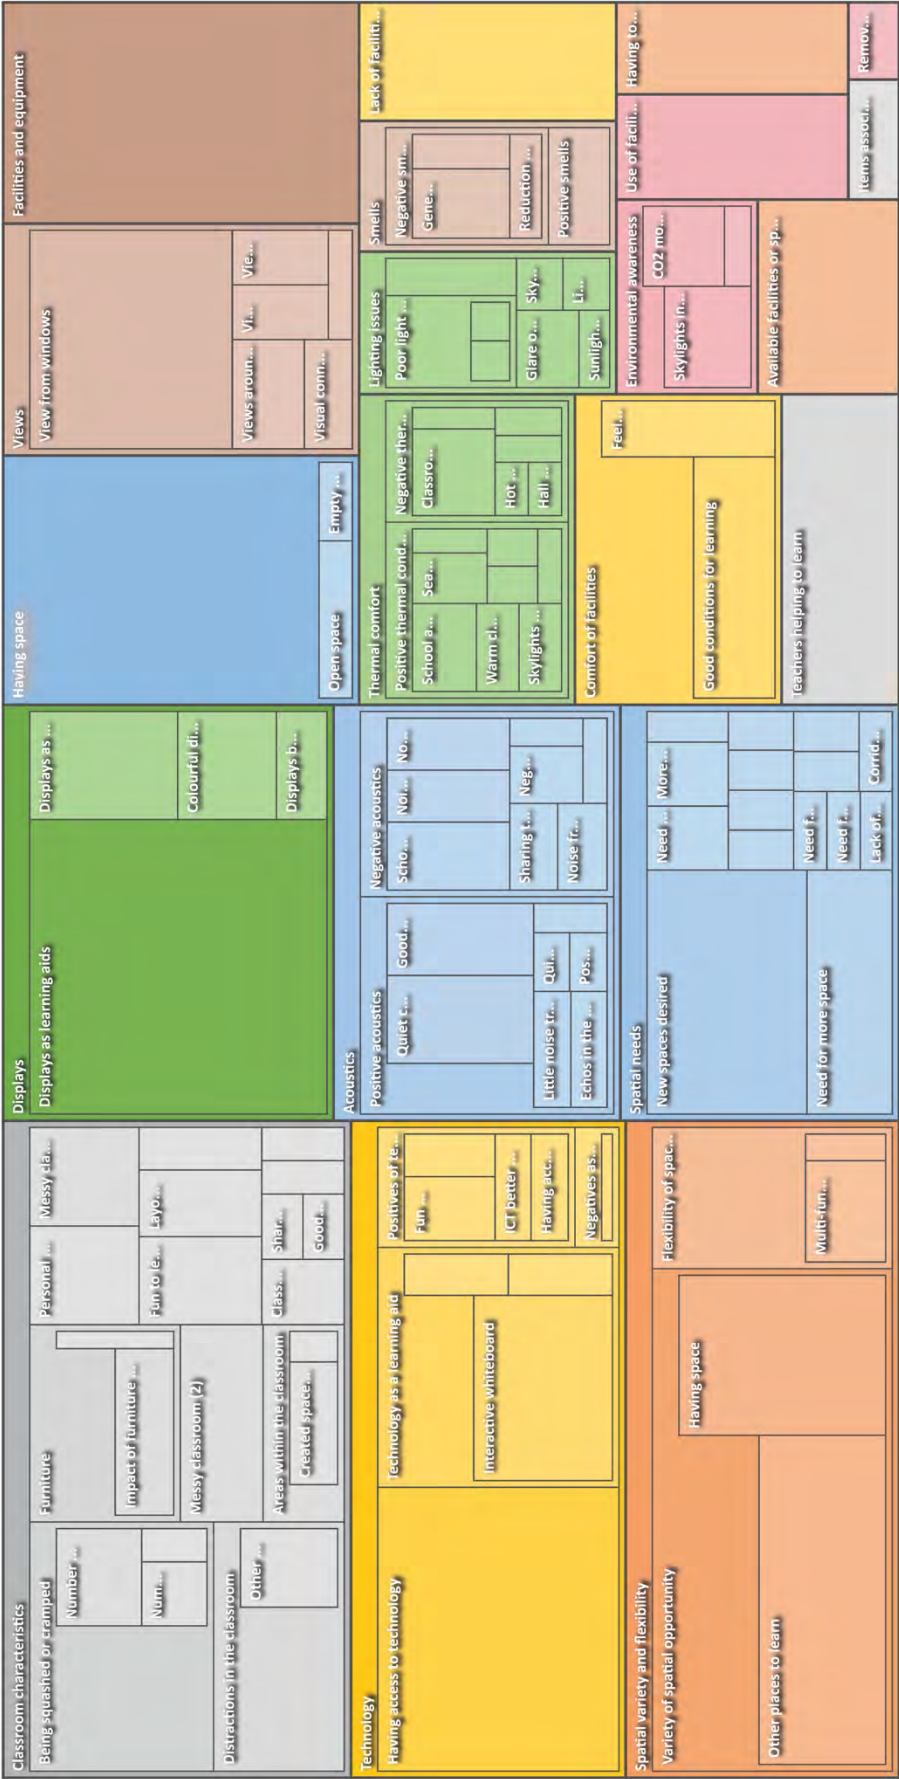 Classroom characteristics
Being squashed or cramped
Number ...
Num...
Distractions in the classroom
Other ...
Furniture
Impact of furniture ...
Messy classroom (2)
Areas within the classroom
Created space...
Personal ...
Messy cla...
Fun to le...
Layo...
Class...
Shar...
Good...
Technology
Having access to technology
Technology as a learning aid
Interactive whiteboard
Positives of te...
Fun ...
ICT better ...
Having acc...
Negatives as...
Spatial variety and flexibility
Variety of spatial opportunity
Other places to learn
Having space
Flexibility of spac...
Multi-fun...
Displays
Displays as learning aids
Displays as ...
Colourful di...
Displays b...
Acoustics
Positive acoustics
Quiet c...
Good...
Little noise tr...
Qui...
Echos in the ...
Pos...
Negative acoustics
Scho...
Noi...
No...
Sharing t...
Neg...
Noise fr...
Spatial needs
New spaces desired
Need for more space
Need ...
More...
Need f...
Need f...
Lack of...
Corrid...
Having space
Open space
Empty ...
Views
View from windows
Views aroun...
Vi...
Vie...
Visual conn...
Facilities and equipment
Thermal comfort
Positive thermal cond...
School a...
Sea...
Warm cl...
Skylights ...
Negative ther...
Classro...
Hot ...
Hall ...
Lighting issues
Poor light ...
Glare o...
Sky...
Sunligh...
Li...
Smells
Negative sm...
Gene...
Reduction ...
Positive smells
Lack of faciliti...
Comfort of facilities
Good conditions for learning
Feel...
Teachers helping to learn
Environmental awareness
Skylights in...
CO2 mo...
Available facilities or sp...
Use of facili...
Having to...
Items associ...
Remov...